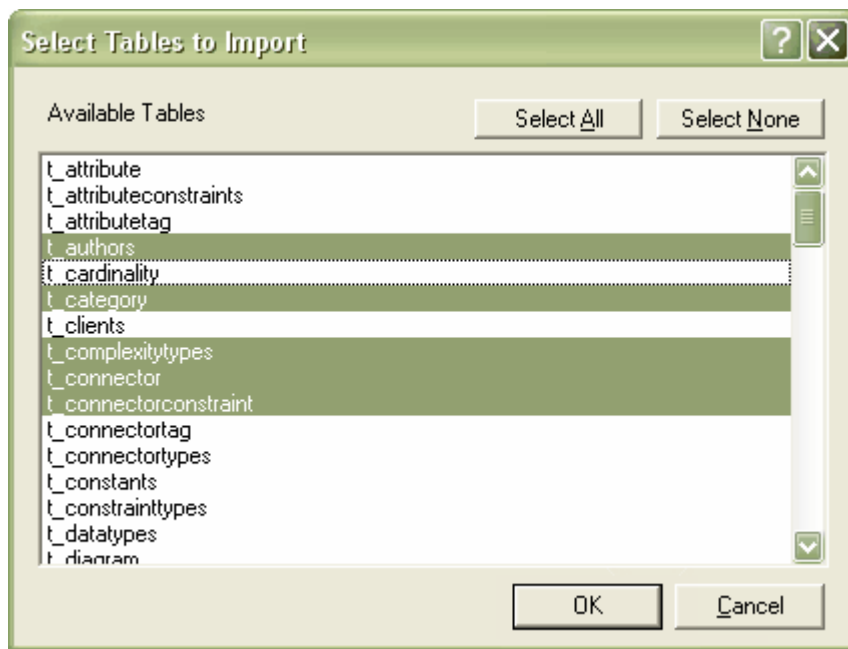 Select Tables to Import
Available Tables
Select All
Select None
t_attribute
t_attributeconstraints
t_attributetag
t_authors
t_cardinality
t_category
t_clients
t_complexitytypes
t_connector
t_connectorconstraint
t_connectortag
t_connectortypes
t_constants
t_constrainttypes
t_datatypes
t_diagram
OK
Cancel